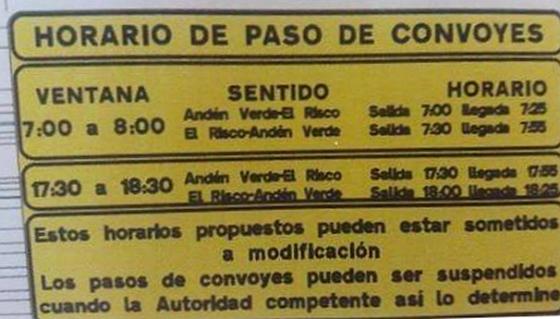 HORARIO DE PASO DE CONVOYES
VENTANA SENTIDO HORARIO
7:00 a 8:00
Andén Verde-El Risco Salida 7:00 llegada 7:25
El Risco-Andén Verde Salida 7:30 llegada 7:55
17:30 a 18:30
Andén Verde-El Risco Salida 17:30 llegada 17:55
El Risco-Andén Verde Salida 18:00 llegada 18:25
Estos horarios propuestos pueden estar sometidos
a modificación
Los pasos de convoyes pueden ser suspendidos
cuando la Autoridad competente así lo determine